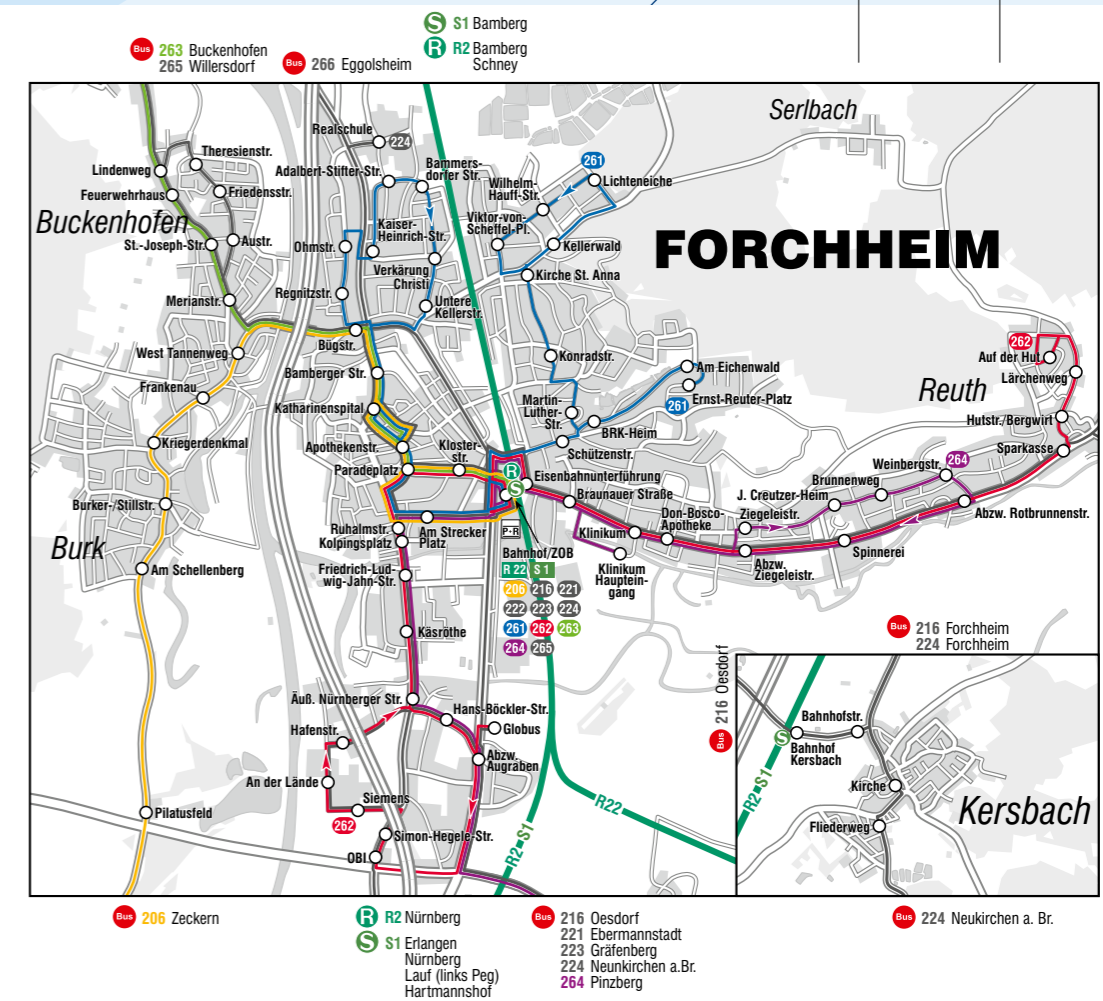 S S1 Bamberg
R R2 Bamberg
Schney
Bus 263 Buckenhofen
265 Willersdorf
Bus 266 Eggolsheim
Serlbach
Realschule
224
Theresienstr.
Lindenweg
Adalbert-Stifter-Str.
Bammers-
dorfer Str.
261
Wilhelm-
Hauff-Str.
Lichteneiche
Feuerwehrhaus
Friedensstr.
Buckenhofen
Viktor-von-
Scheffel-Pl.
Kaiser-
Heinrich-Str.
St.-Joseph-Str.
Austr.
Ohmstr.
Kellerwald
FORCHHEIM
Verkärung
Christi
Kirche St. Anna
Regnitzstr.
Merianstr.
Untere
Kellerstr.
Bügstr.
262
West Tannenweg
Konradstr.
Auf der Hut
Am Eichenwald
Bamberger Str.
Lärchenweg
Reuth
Frankenau
Martin-
Luther-
Str.
261
Ernst-Reuter-Platz
Katharinenspital
Hutstr./Bergwirt
BRK-Heim
Kriegerdenkmal
Apothekenstr.
Kloster-
str.
Schützenstr.
Sparkasse
Weinbergstr.
264
Paradeplatz
R
S
Eisenbahnunterführung
Brunnenweg
Braunauer Straße
J. Creutzer-Heim
Burker-/Stillstr.
Don-Bosco-
Apotheke
Ziegeleistr.
Abzw. Rotbrunnenstr.
Ruhalmstr.
Kolpingsplatz
Am Strecker
Platz
P+R
Klinikum
Burk
Bahnhof/ZOB
Spinnerei
Am Schellenberg
Friedrich-Lud-
wig-Jahn-Str.
R 22 S 1
Klinikum
Hauptein-
gang
Abzw.
Ziegeleistr.
206 216 221
222 223 224
261 262 263
264 265
Käsröthe
Bus 216 Forchheim
224 Forchheim
Bus 216 Oesdorf
Äuß. Nürnberger Str.
Hans-Böckler-Str.
Globus
Hafenstr.
Abzw.
Augraben
An der Lände
Siemens
262
Simon-Hegele-Str.
OBI
Pilatusfeld
R22
R2 S1
Bahnhofstr.
S
Bahnhof
Kersbach
R2 S1
Kirche
Kersbach
Fliederweg
Bus 206 Zeckern
R R2 Nürnberg
S S1 Erlangen
Nürnberg
Lauf (links Peg)
Hartmannshof
Bus 216 Oesdorf
221 Ebermannstadt
223 Gräfenberg
224 Neunkirchen a.Br.
264 Pinzberg
Bus 224 Neukirchen a. Br.